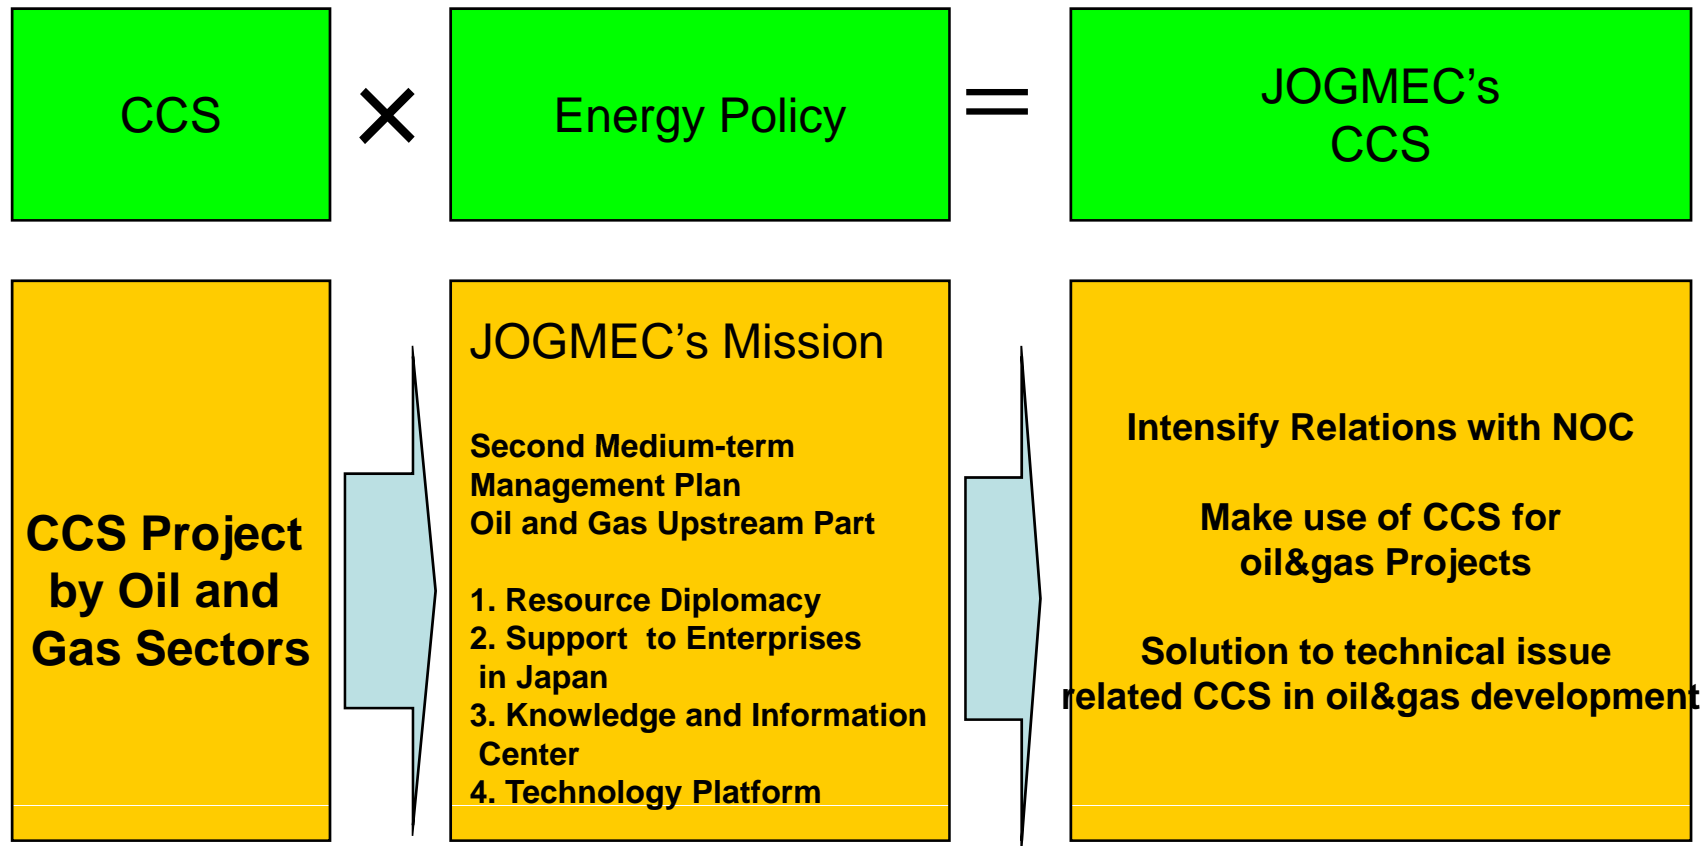 CCS
×
Energy Policy
=
JOGMEC’s
CCS
CCS Project
by Oil and
Gas Sectors
JOGMEC’s Mission
Second Medium-term
Management Plan
Oil and Gas Upstream Part
1. Resource Diplomacy
2. Support to Enterprises
in Japan
3. Knowledge and Information
Center
4. Technology Platform
Intensify Relations with NOC
Make use of CCS for
oil&gas Projects
Solution to technical issue
related CCS in oil&gas development